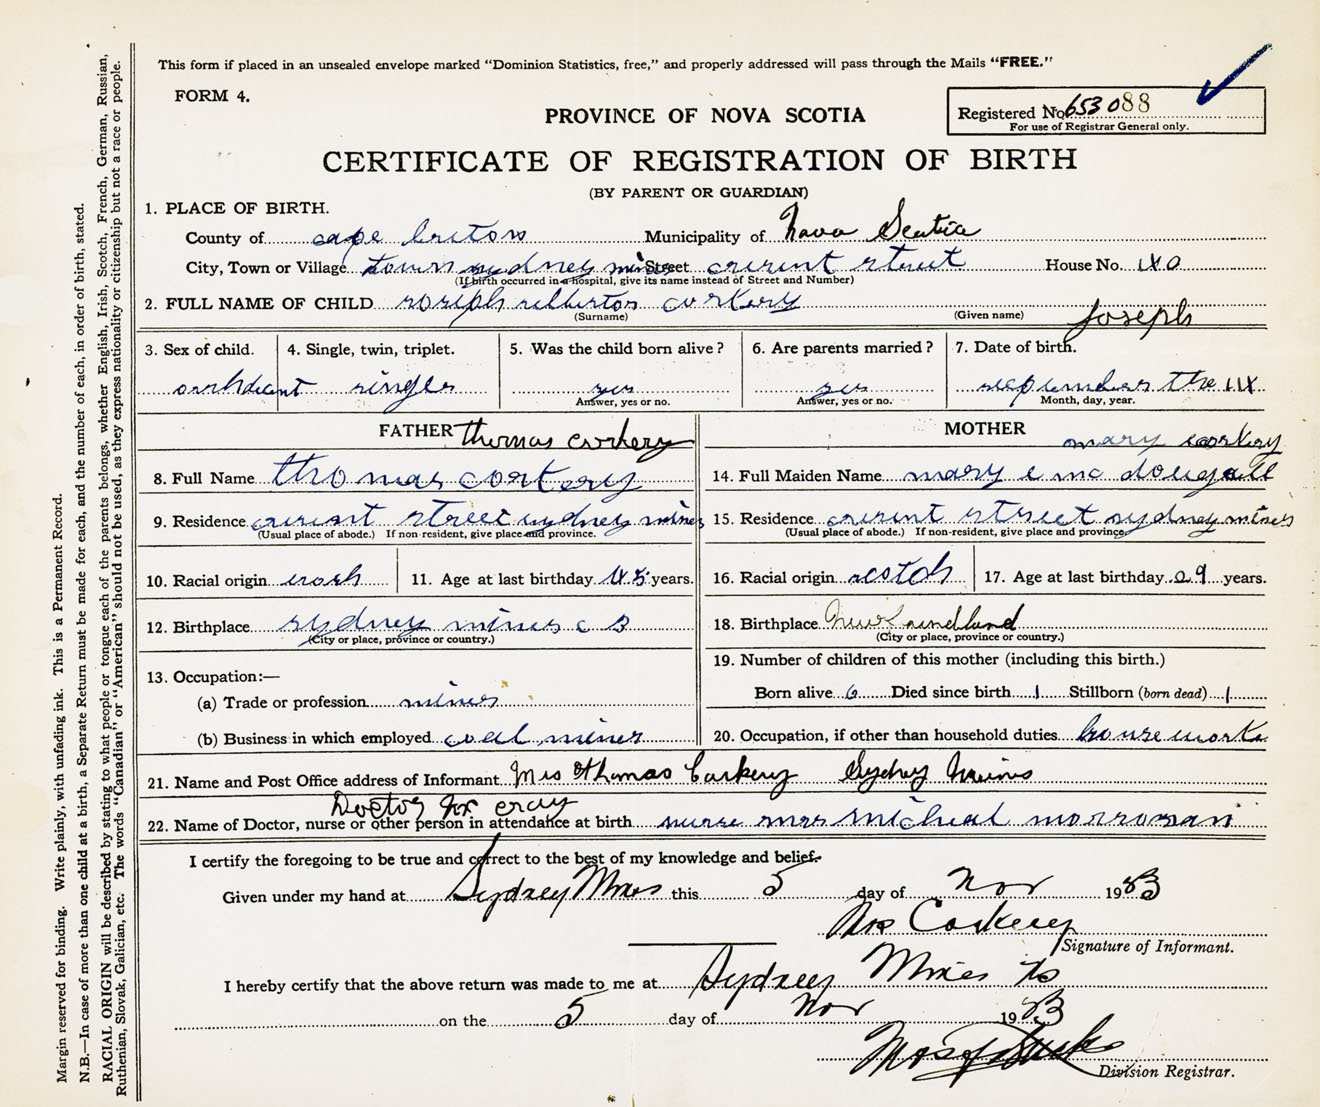 This form if placed in an unsealed envelope marked "Dominion Statistics, free," and properly addressed will pass through the Mails "FREE."
FORM 4.
PROVINCE OF NOVA SCOTIA
Registered No. 653088
For use of Registrar General only.
CERTIFICATE OF REGISTRATION OF BIRTH
(BY PARENT OR GUARDIAN)
1. PLACE OF BIRTH.
County of cape briton Municipality of Nova Scotia
City, Town or Village town sydney mines Street cresent street House No.
(If birth occurred in a hospital, give its name instead of Street and Number)
2. FULL NAME OF CHILD corkery Joseph
(Surname) (Given name)
3. Sex of child. 4. Single, twin, triplet. 5. Was the child born alive? 6. Are parents married? 7. Date of birth.
single yes yes september the
Answer, yes or no. Answer, yes or no. Month, day, year.
FATHER thomas corkery MOTHER mary corkery
8. Full Name thomas corkery 14. Full Maiden Name mary e mc dougall
9. Residence cresent street sydney mines 15. Residence cresent street sydney mines
(Usual place of abode.) If non-resident, give place and province. (Usual place of abode.) If non-resident, give place and province.
10. Racial origin 11. Age at last birthday years. 16. Racial origin scotch 17. Age at last birthday years.
12. Birthplace sydney mines c B 18. Birthplace
(City or place, province or country.) (City or place, province or country.)
13. Occupation:— 19. Number of children of this mother (including this birth.)
(a) Trade or profession miner Born alive 6 Died since birth 1 Stillborn (born dead) 1
(b) Business in which employed coal miner 20. Occupation, if other than household duties house work
21. Name and Post Office address of Informant Mrs thomas Corkery Sydney Mines
Doctor
22. Name of Doctor, nurse or other person in attendance at birth nurse mrs micheal
I certify the foregoing to be true and correct to the best of my knowledge and belief.
Given under my hand at Sydney Mines this 5 day of Nov 19
Mrs Corkery
Signature of Informant.
I hereby certify that the above return was made to me at Sydney Mines
on the 5 day of Nov 19
Division Registrar.
Margin reserved for binding. Write plainly, with unfading ink. This is a Permanent Record.
N.B.—In case of more than one child at a birth, a Separate Return must be made for each, and the number of each, in order of birth, stated.
RACIAL ORIGIN will be described by stating to what people or tongue each of the parents belongs, whether English, Irish, Scotch, French, German, Russian,
Ruthenian, Slovak, Galician, etc. The words "Canadian" or "American" should not be used, as they express nationality or citizenship but not a race or people.